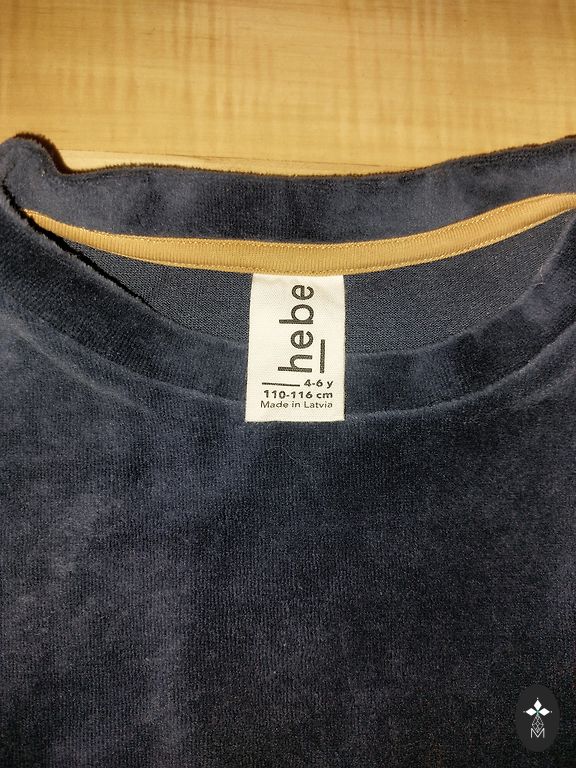 hebe
4-6 y
110-116 cm
Made in Latvia
M